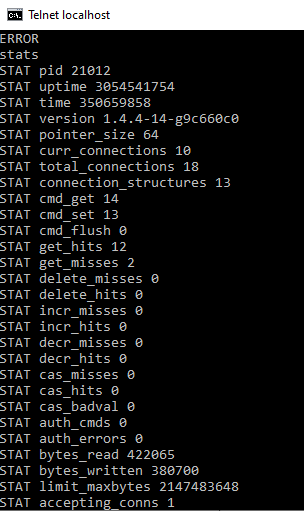 Telnet localhost
ERROR
stats
STAT pid 21012
STAT uptime 3054541754
STAT time 350659858
STAT version 1.4.4-14-g9c660c0
STAT pointer_size 64
STAT curr_connections 10
STAT total_connections 18
STAT connection_structures 13
STAT cmd_get 14
STAT cmd_set 13
STAT cmd_flush 0
STAT get_hits 12
STAT get_misses 2
STAT delete_misses 0
STAT delete_hits 0
STAT incr_misses 0
STAT incr_hits 0
STAT decr_misses 0
STAT decr_hits 0
STAT cas_misses 0
STAT cas_hits 0
STAT cas_badval 0
STAT auth_cmds 0
STAT auth_errors 0
STAT bytes_read 422065
STAT bytes_written 380700
STAT limit_maxbytes 2147483648
STAT accepting_conns 1